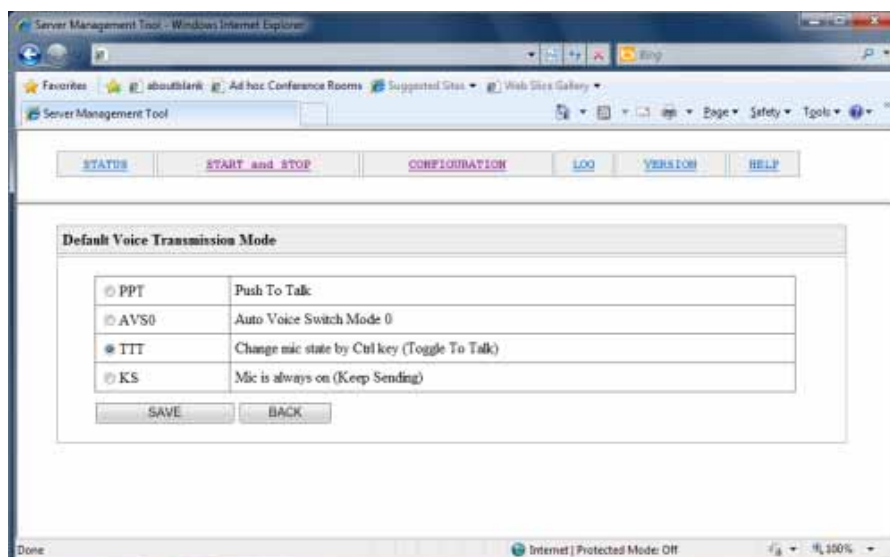 Server Management Tool - Windows Internet Explorer
Bing
Favorites aboutblank Ad hoc Conference Rooms Suggested Sites Web Slice Gallery
Server Management Tool Page Safety Tools
STATUS START and STOP CONFIGURATION LOG VERSION HELP
Default Voice Transmission Mode
PPT Push To Talk
AVS0 Auto Voice Switch Mode 0
TTT Change mic state by Ctrl key (Toggle To Talk)
KS Mic is always on (Keep Sending)
SAVE BACK
Done Internet | Protected Mode: Off 100%